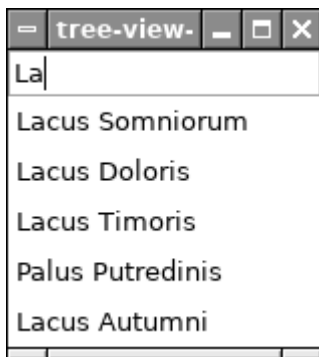 tree-view-
La
Lacus Somniorum
Lacus Doloris
Lacus Timoris
Palus Putredinis
Lacus Autumni